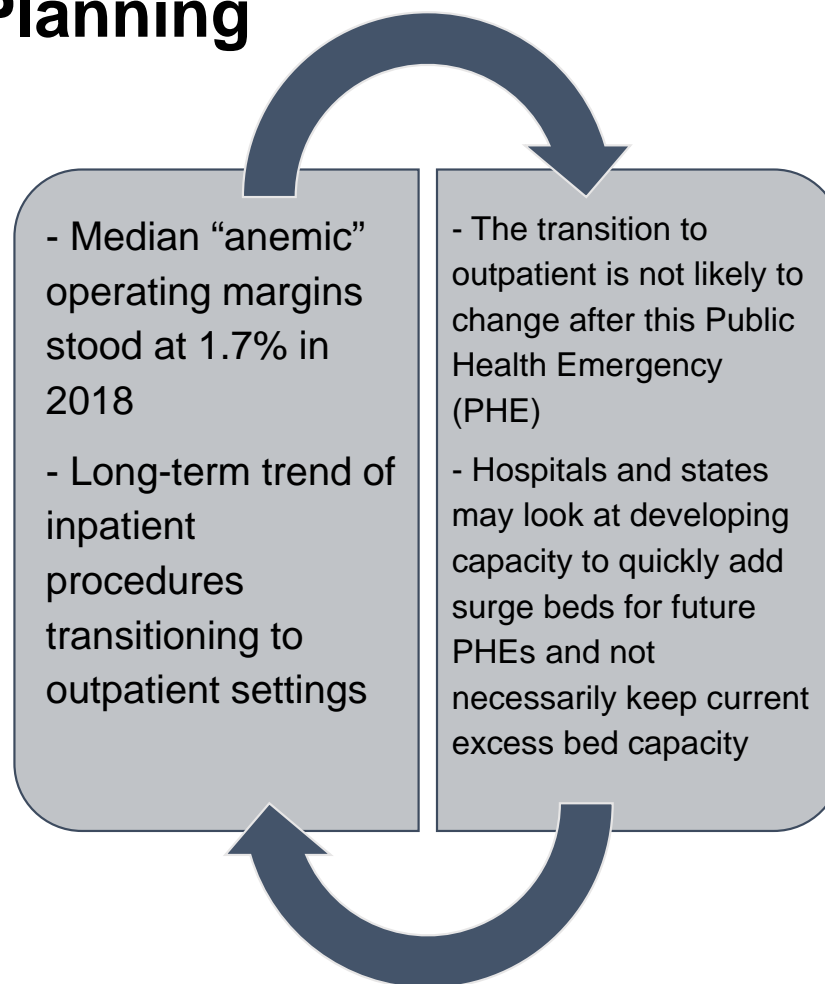 Planning
- Median “anemic”
operating margins
stood at 1.7% in
2018
- Long-term trend of
inpatient
procedures
transitioning to
outpatient settings
- The transition to
outpatient is not likely to
change after this Public
Health Emergency
(PHE)
- Hospitals and states
may look at developing
capacity to quickly add
surge beds for future
PHEs and not
necessarily keep current
excess bed capacity